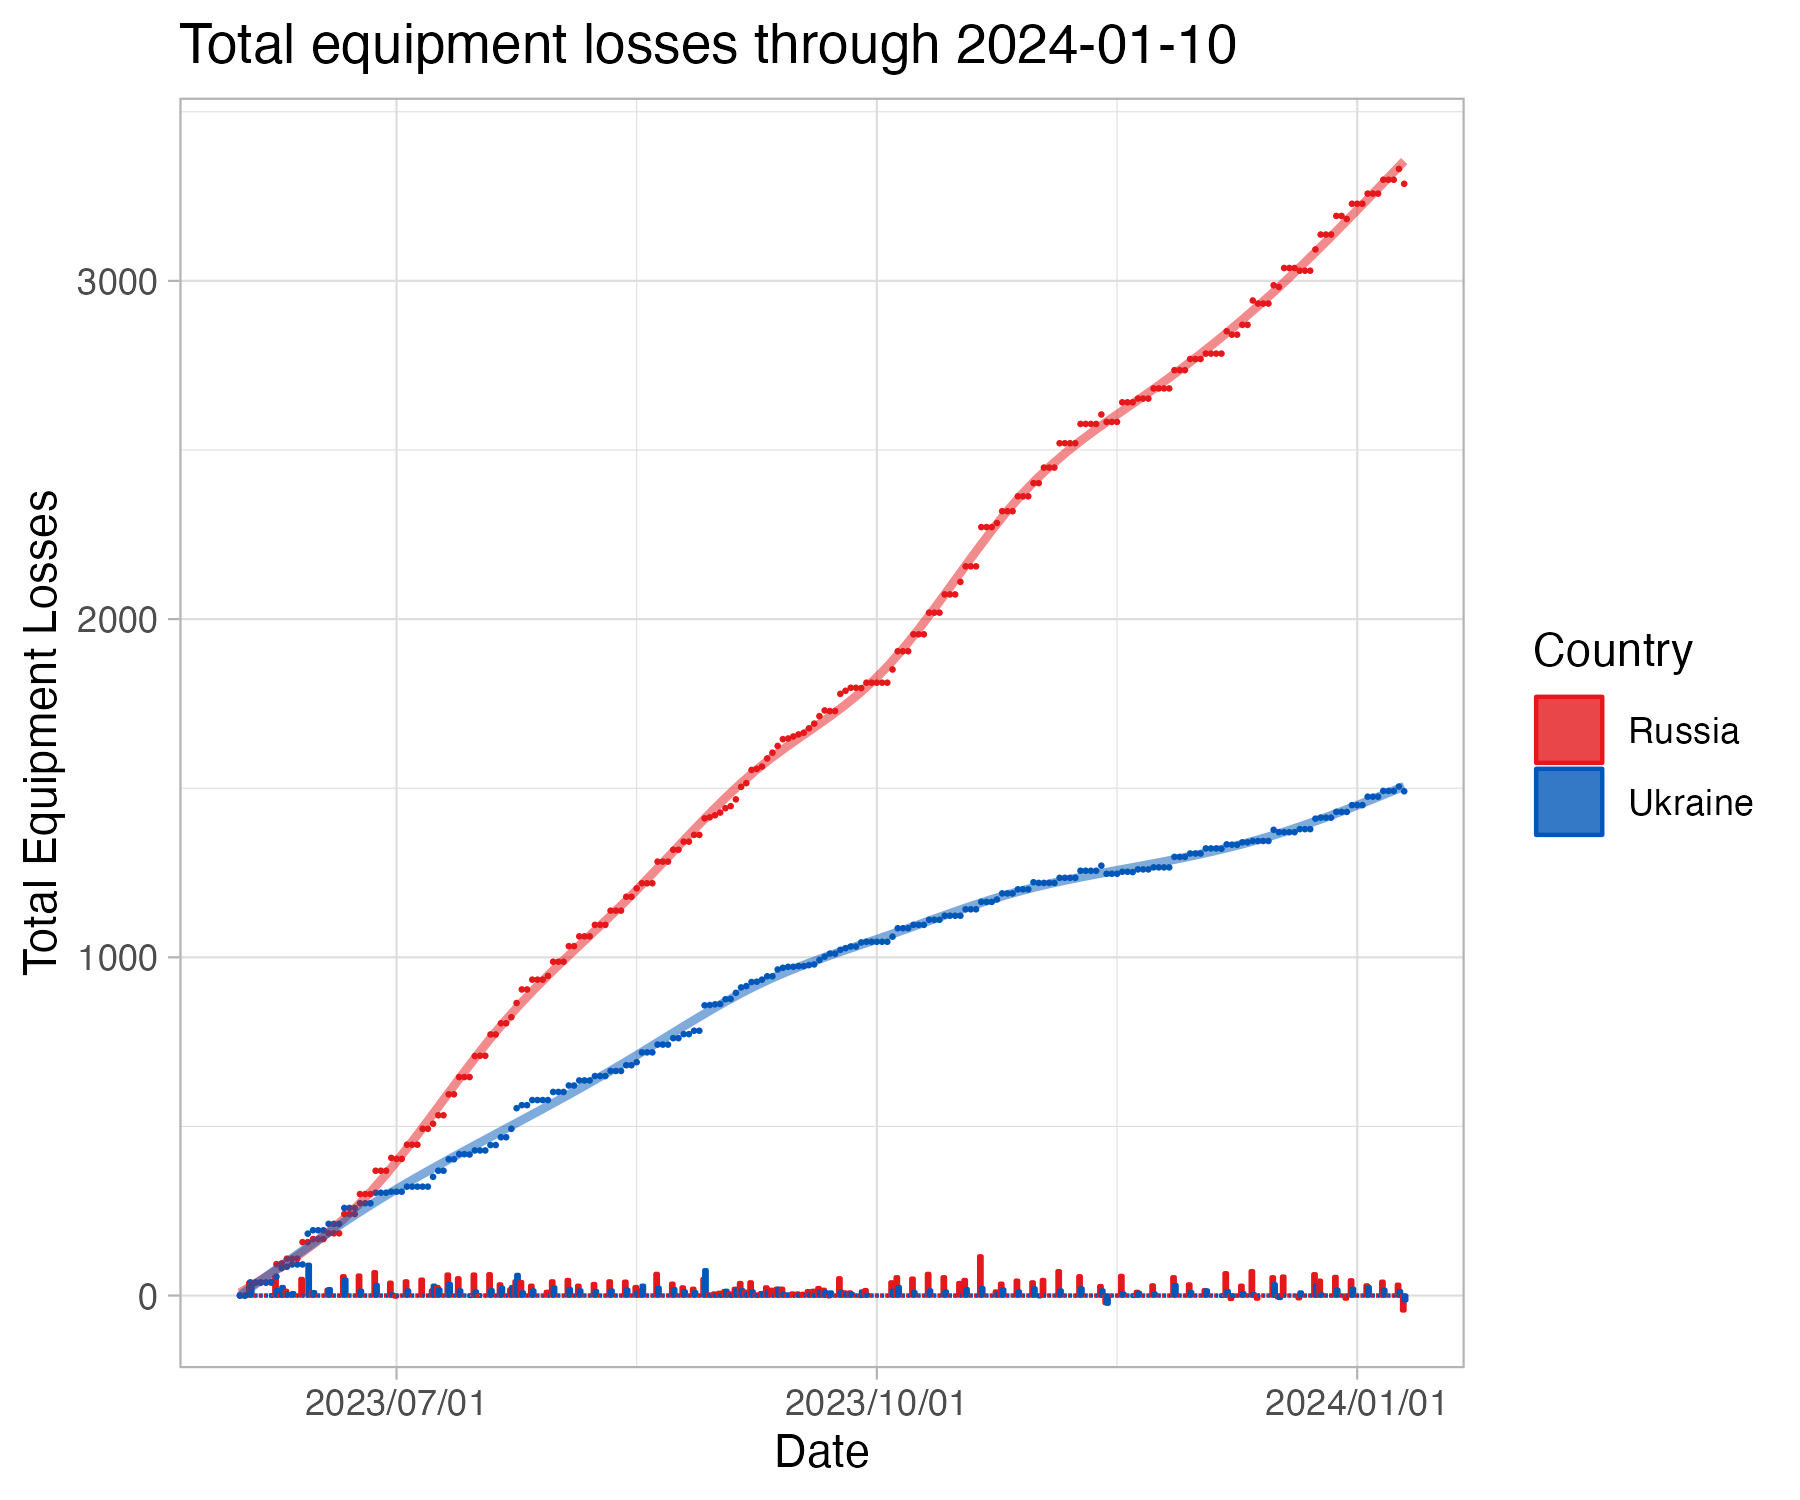 Total equipment losses through 2024-01-10
Total Equipment Losses
3000
2000
1000
0
2023/07/01
2023/10/01
2024/01/01
Date
Country
Russia
Ukraine